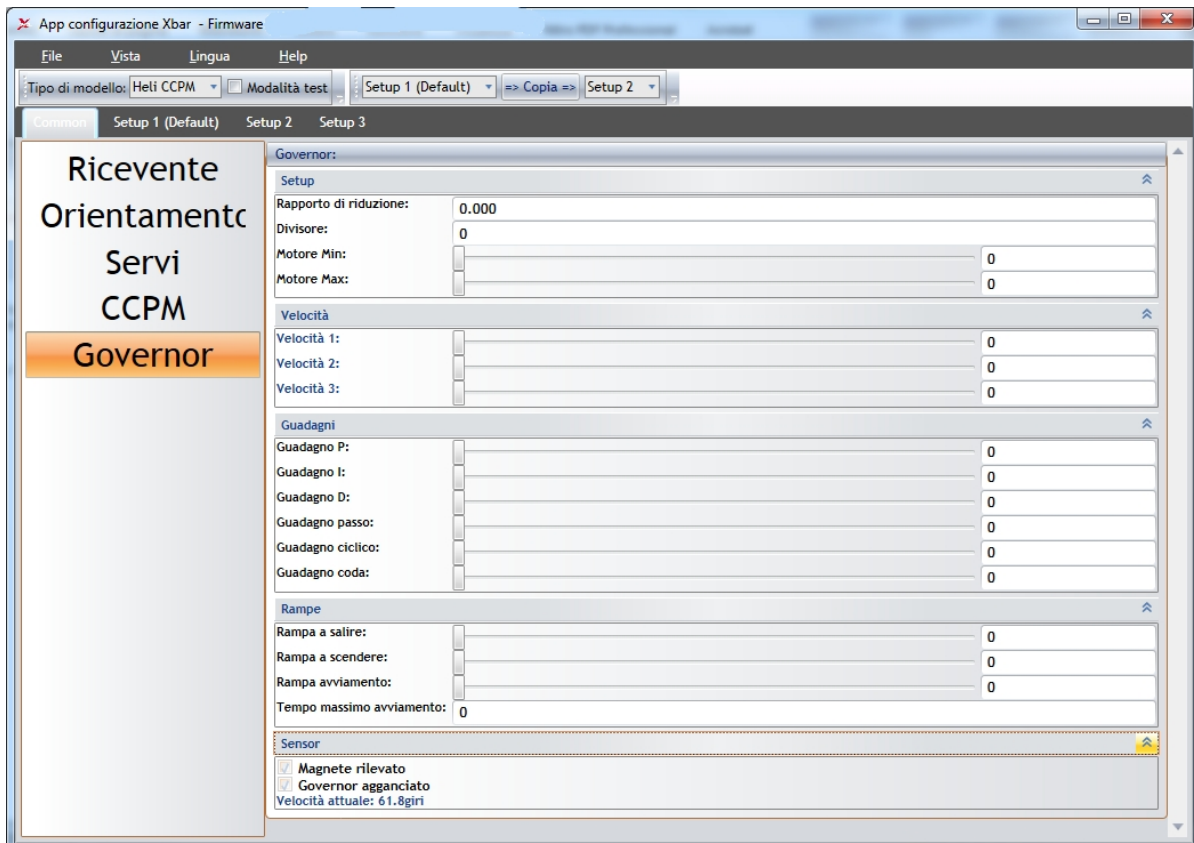 App configurazione Xbar - Firmware
File Vista Lingua Help
Tipo di modello: Heli CCPM Modalità test Setup 1 (Default) => Copia => Setup 2
Common Setup 1 (Default) Setup 2 Setup 3
Ricevente
Orientamento
Servi
CCPM
Governor
Governor:
Setup
Rapporto di riduzione: 0.000
Divisore: 0
Motore Min: 0
Motore Max: 0
Velocità
Velocità 1: 0
Velocità 2: 0
Velocità 3: 0
Guadagni
Guadagno P: 0
Guadagno I: 0
Guadagno D: 0
Guadagno passo: 0
Guadagno ciclico: 0
Guadagno coda: 0
Rampe
Rampa a salire: 0
Rampa a scendere: 0
Rampa avviamento: 0
Tempo massimo avviamento: 0
Sensor
Magnete rilevato
Governor agganciato
Velocità attuale: 61.8giri